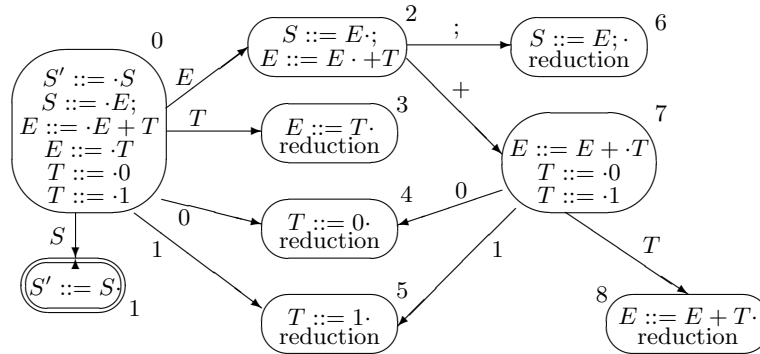 0
S′ ::= ·S
S ::= ·E;
E ::= ·E + T
E ::= ·T
T ::= ·0
T ::= ·1
E
T
0
1
S
S′ ::= S·
1
2
S ::= E·;
E ::= E · +T
;
+
6
S ::= E; ·
reduction
3
E ::= T·
reduction
7
E ::= E + ·T
T ::= ·0
T ::= ·1
4
T ::= 0·
reduction
0
1
T
5
T ::= 1·
reduction
8
E ::= E + T·
reduction